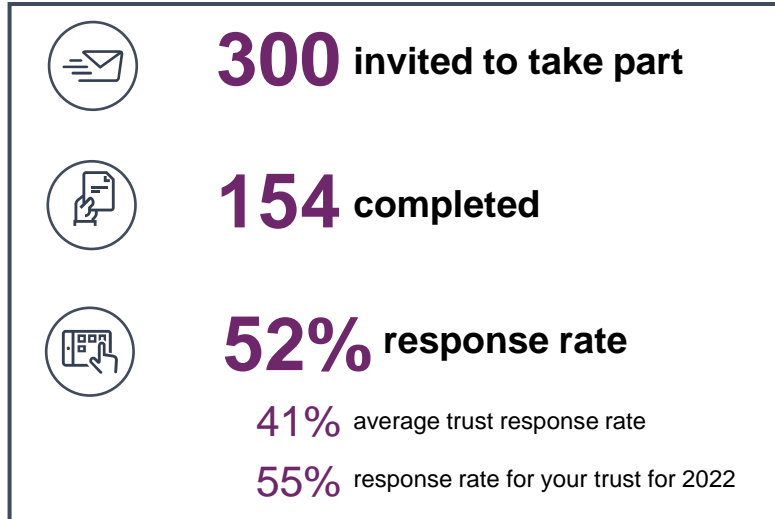 300 invited to take part
154 completed
52% response rate
41% average trust response rate
55% response rate for your trust for 2022